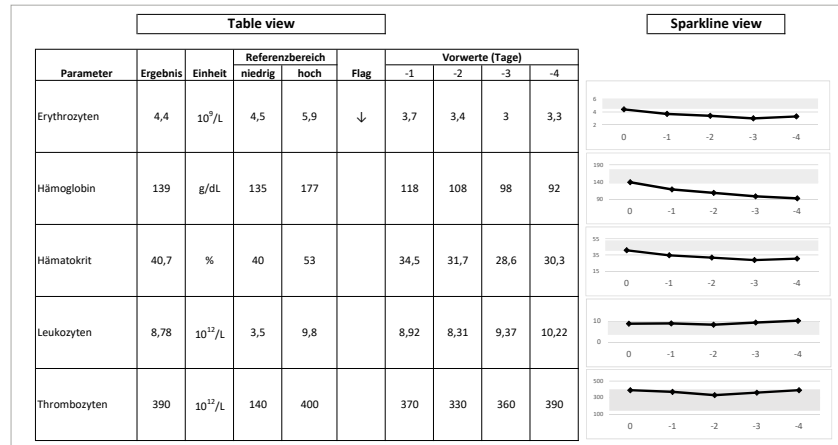 Table view
Sparkline view
Referenzbereich Vorwerte (Tage)
Parameter Ergebnis Einheit niedrig hoch Flag -1 -2 -3 -4
Erythrozyten 4,4 10⁹/L 4,5 5,9 ↓ 3,7 3,4 3 3,3
6
4
2
0 -1 -2 -3 -4
Hämoglobin 139 g/dL 135 177 118 108 98 92
190
140
90
0 -1 -2 -3 -4
Hämatokrit 40,7 % 40 53 34,5 31,7 28,6 30,3
55
35
15
0 -1 -2 -3 -4
Leukozyten 8,78 10¹²/L 3,5 9,8 8,92 8,31 9,37 10,22
10
0
0 -1 -2 -3 -4
Thrombozyten 390 10¹²/L 140 400 370 330 360 390
500
300
100
0 -1 -2 -3 -4